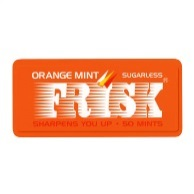 ORANGE MINT SUGARLESS
FRISK
SHARPENS YOU UP - 50 MINTS